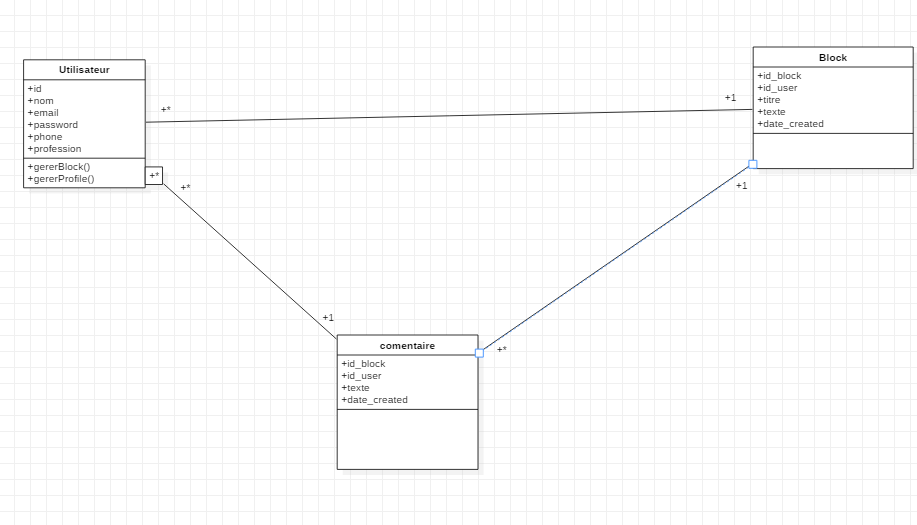 Utilisateur
+id
+nom
+email
+password
+phone
+profession
+gererBlock()
+gererProfile()
+*
+*
+*
+1
Block
+id_block
+id_user
+titre
+texte
+date_created
+1
+1
comentaire
+id_block
+id_user
+texte
+date_created
+*